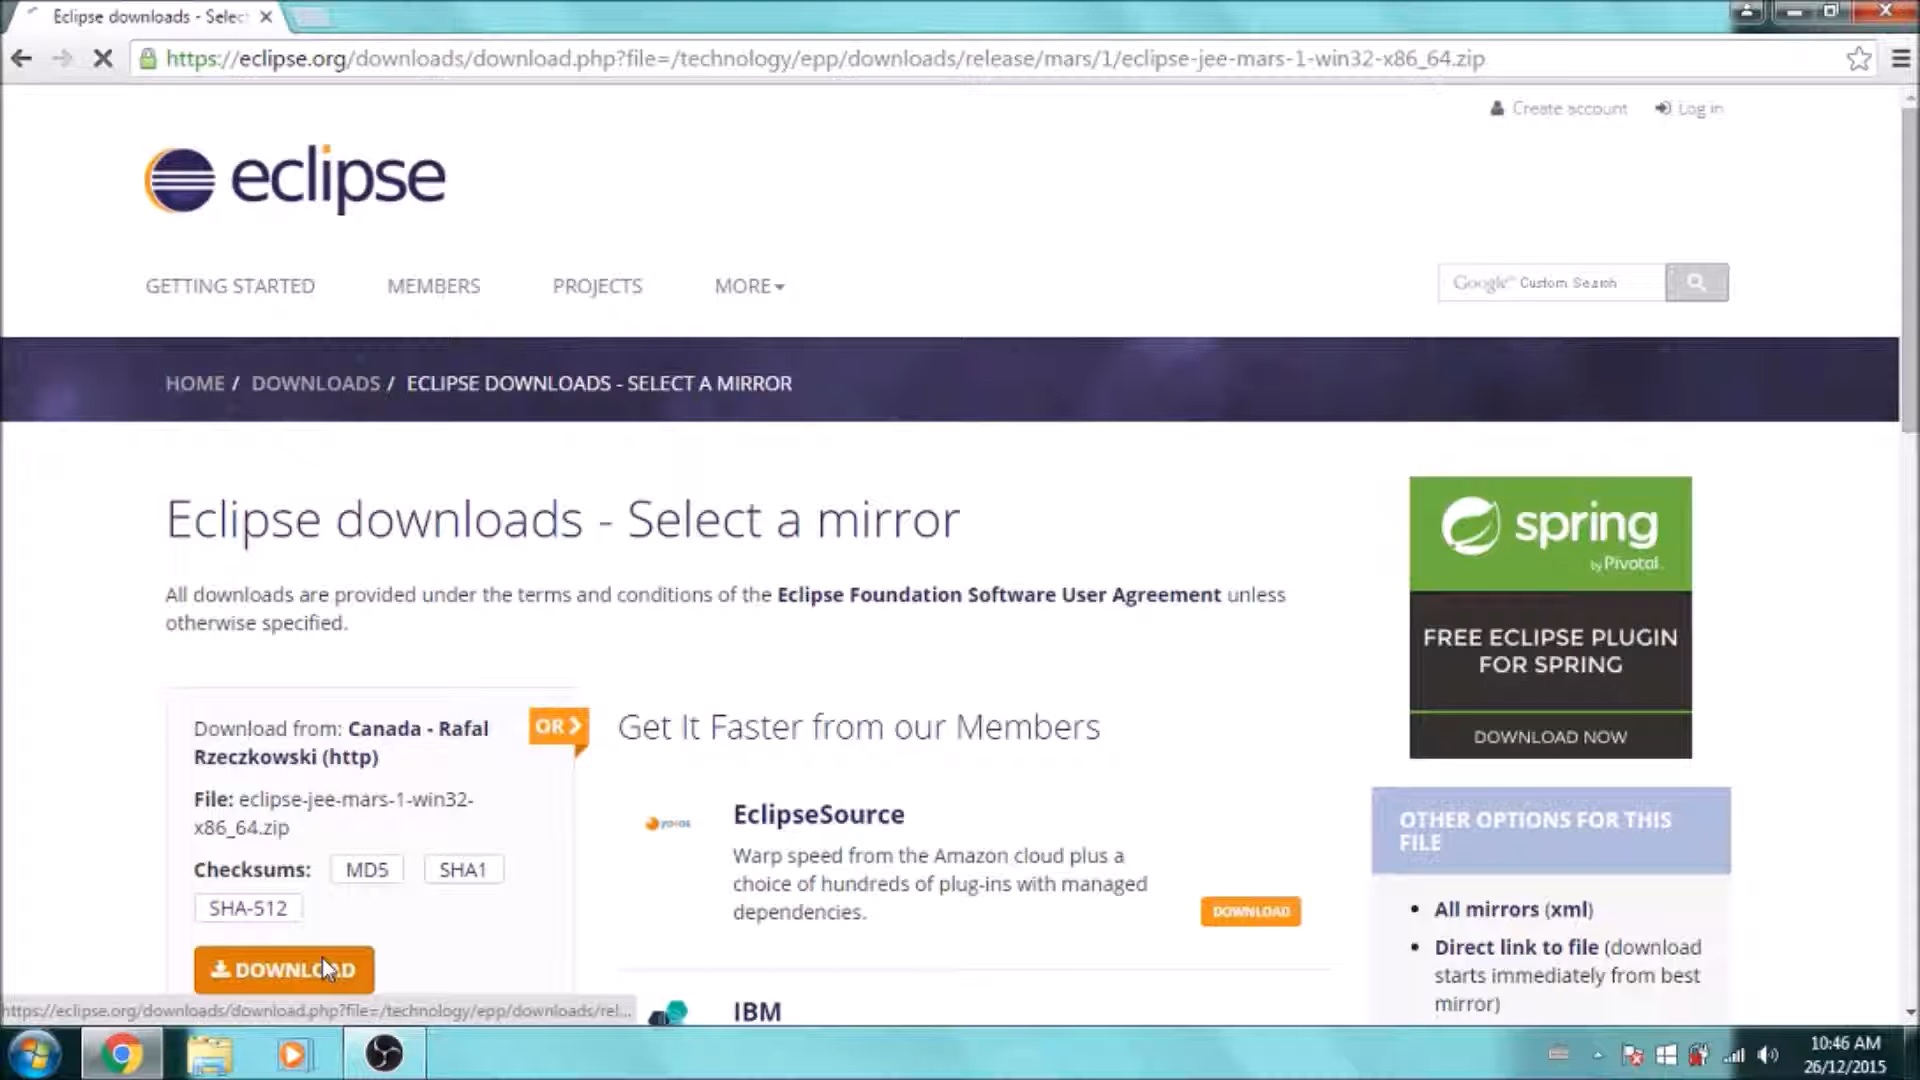 Eclipse downloads - Selec
https://eclipse.org/downloads/download.php?file=/technology/epp/downloads/release/mars/1/eclipse-jee-mars-1-win32-x86_64.zip
Create account Log in
eclipse
GETTING STARTED MEMBERS PROJECTS MORE
Google™ Custom Search
HOME / DOWNLOADS / ECLIPSE DOWNLOADS - SELECT A MIRROR
Eclipse downloads - Select a mirror
All downloads are provided under the terms and conditions of the Eclipse Foundation Software User Agreement unless
otherwise specified.
Download from: Canada - Rafal
Rzeczkowski (http)
File: eclipse-jee-mars-1-win32-
x86_64.zip
Checksums: MD5 SHA1
SHA-512
DOWNLOAD
OR
Get It Faster from our Members
EclipseSource
Warp speed from the Amazon cloud plus a
choice of hundreds of plug-ins with managed
dependencies.
DOWNLOAD
IBM
spring
by Pivotal
FREE ECLIPSE PLUGIN
FOR SPRING
DOWNLOAD NOW
OTHER OPTIONS FOR THIS
FILE
All mirrors (xml)
Direct link to file (download
starts immediately from best
mirror)
https://eclipse.org/downloads/download.php?file=/technology/epp/downloads/rel...
10:46 AM
26/12/2015